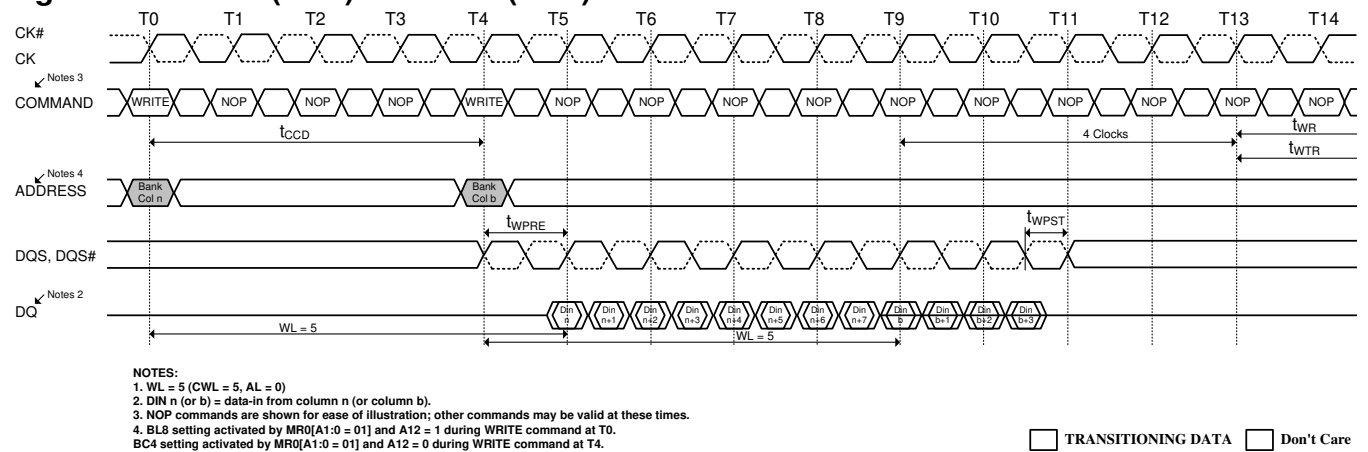 T0 T1 T2 T3 T4 T5 T6 T7 T8 T9 T10 T11 T12 T13 T14
CK#
CK
Notes 3
COMMAND WRITE NOP NOP NOP WRITE NOP NOP NOP NOP NOP NOP NOP NOP NOP NOP
tCCD 4 Clocks tWR
tWTR
Notes 4
ADDRESS Bank Col n Bank Col b
tWPRE tWPST
DQS, DQS#
Notes 2
DQ Din n Din n+1 Din n+2 Din n+3 Din n+4 Din n+5 Din n+6 Din n+7 Din b Din b+1 Din b+2 Din b+3
WL = 5 WL = 5
NOTES:
1. WL = 5 (CWL = 5, AL = 0)
2. DIN n (or b) = data-in from column n (or column b).
3. NOP commands are shown for ease of illustration; other commands may be valid at these times.
4. BL8 setting activated by MR0[A1:0 = 01] and A12 = 1 during WRITE command at T0.
BC4 setting activated by MR0[A1:0 = 01] and A12 = 0 during WRITE command at T4.
TRANSITIONING DATA Don't Care